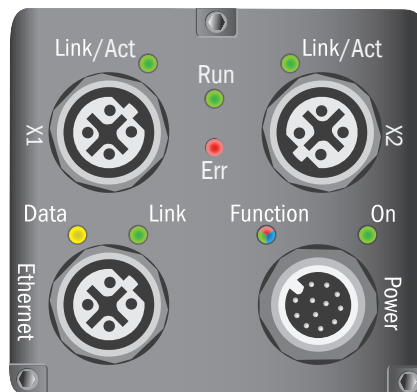 Link/Act
Link/Act
Run
X1
X2
Err
Data
Link
Function
On
Ethernet
Power